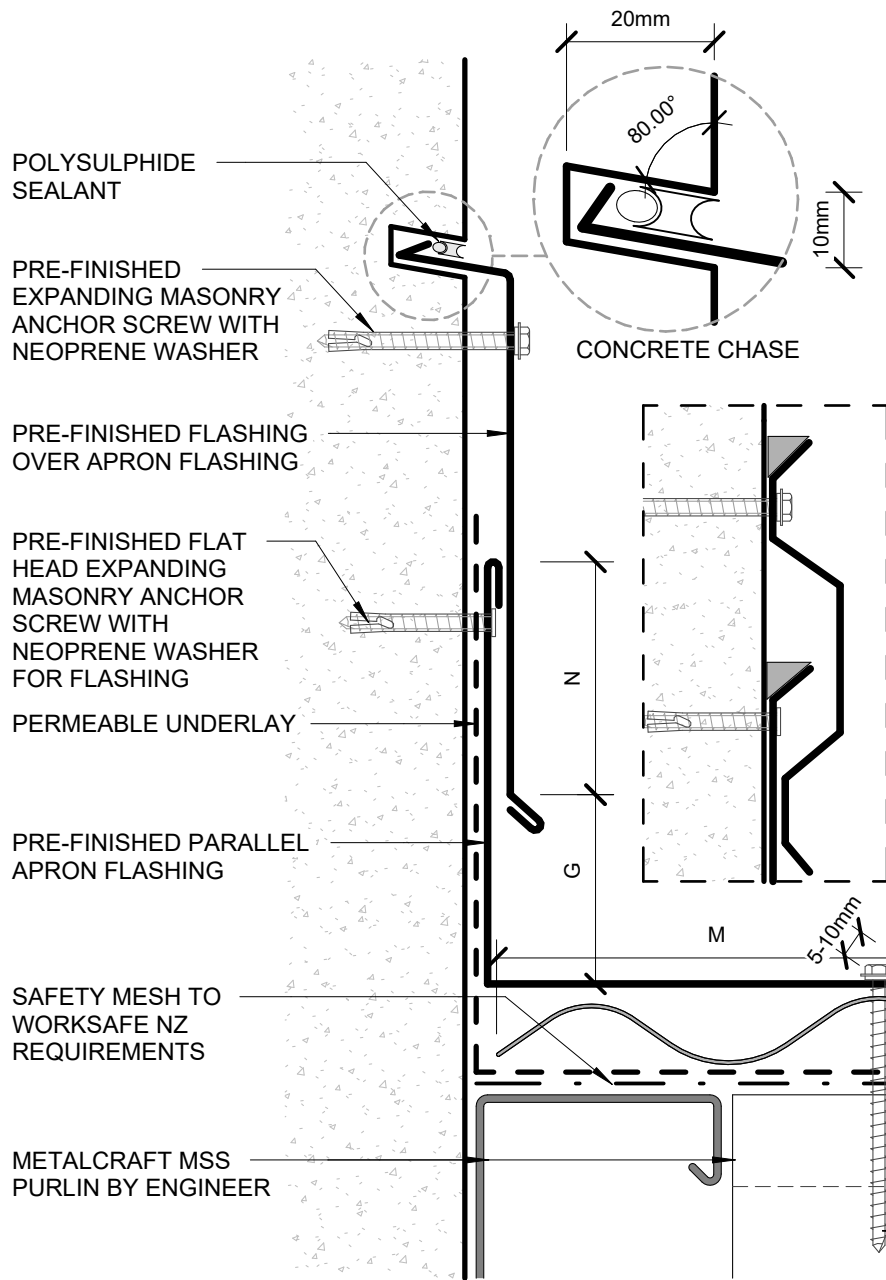 20mm
80.00°
10mm
CONCRETE CHASE
POLYSULPHIDE
SEALANT
PRE-FINISHED
EXPANDING MASONRY
ANCHOR SCREW WITH
NEOPRENE WASHER
PRE-FINISHED FLASHING
OVER APRON FLASHING
PRE-FINISHED FLAT
HEAD EXPANDING
MASONRY ANCHOR
SCREW WITH
NEOPRENE WASHER
FOR FLASHING
PERMEABLE UNDERLAY
PRE-FINISHED PARALLEL
APRON FLASHING
SAFETY MESH TO
WORKSAFE NZ
REQUIREMENTS
METALCRAFT MSS
PURLIN BY ENGINEER
N
G
M
5-10mm